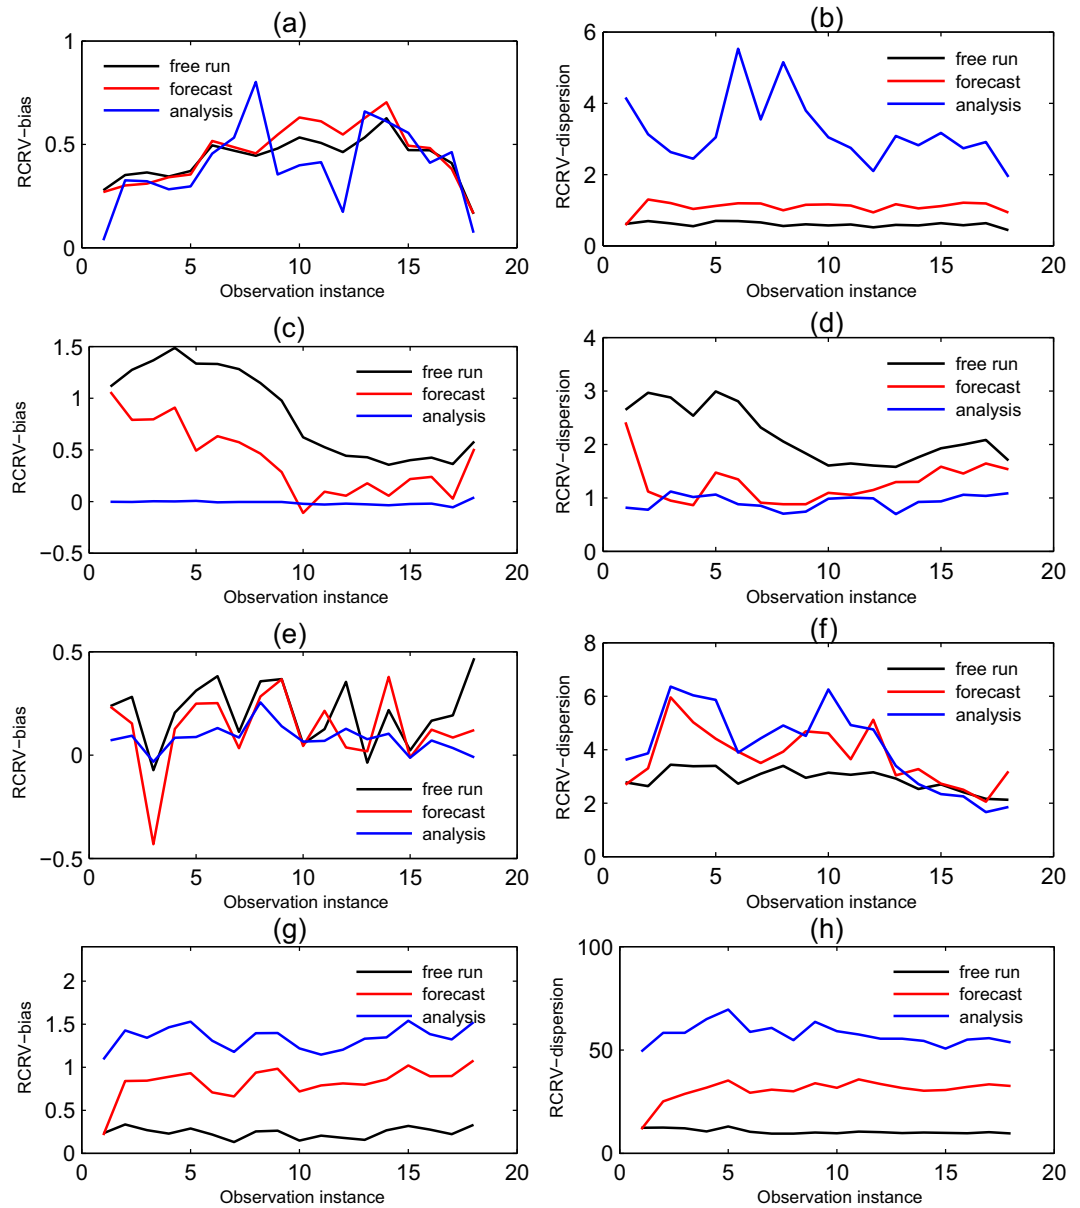 (a)
1
0.5
0
RCRV−bias
free run
forecast
analysis
0 5 10 15 20
Observation instance
(b)
6
4
2
0
RCRV−dispersion
free run
forecast
analysis
0 5 10 15 20
Observation instance
(c)
1.5
1
0.5
0
−0.5
RCRV−bias
free run
forecast
analysis
0 5 10 15 20
Observation instance
(d)
4
3
2
1
0
RCRV−dispersion
free run
forecast
analysis
0 5 10 15 20
Observation instance
(e)
0.5
0
−0.5
RCRV−bias
free run
forecast
analysis
0 5 10 15 20
Observation instance
(f)
8
6
4
2
0
RCRV−dispersion
free run
forecast
analysis
0 5 10 15 20
Observation instance
(g)
2
1.5
1
0.5
0
RCRV−bias
free run
forecast
analysis
0 5 10 15 20
Observation instance
(h)
100
50
0
RCRV−dispersion
free run
forecast
analysis
0 5 10 15 20
Observation instance